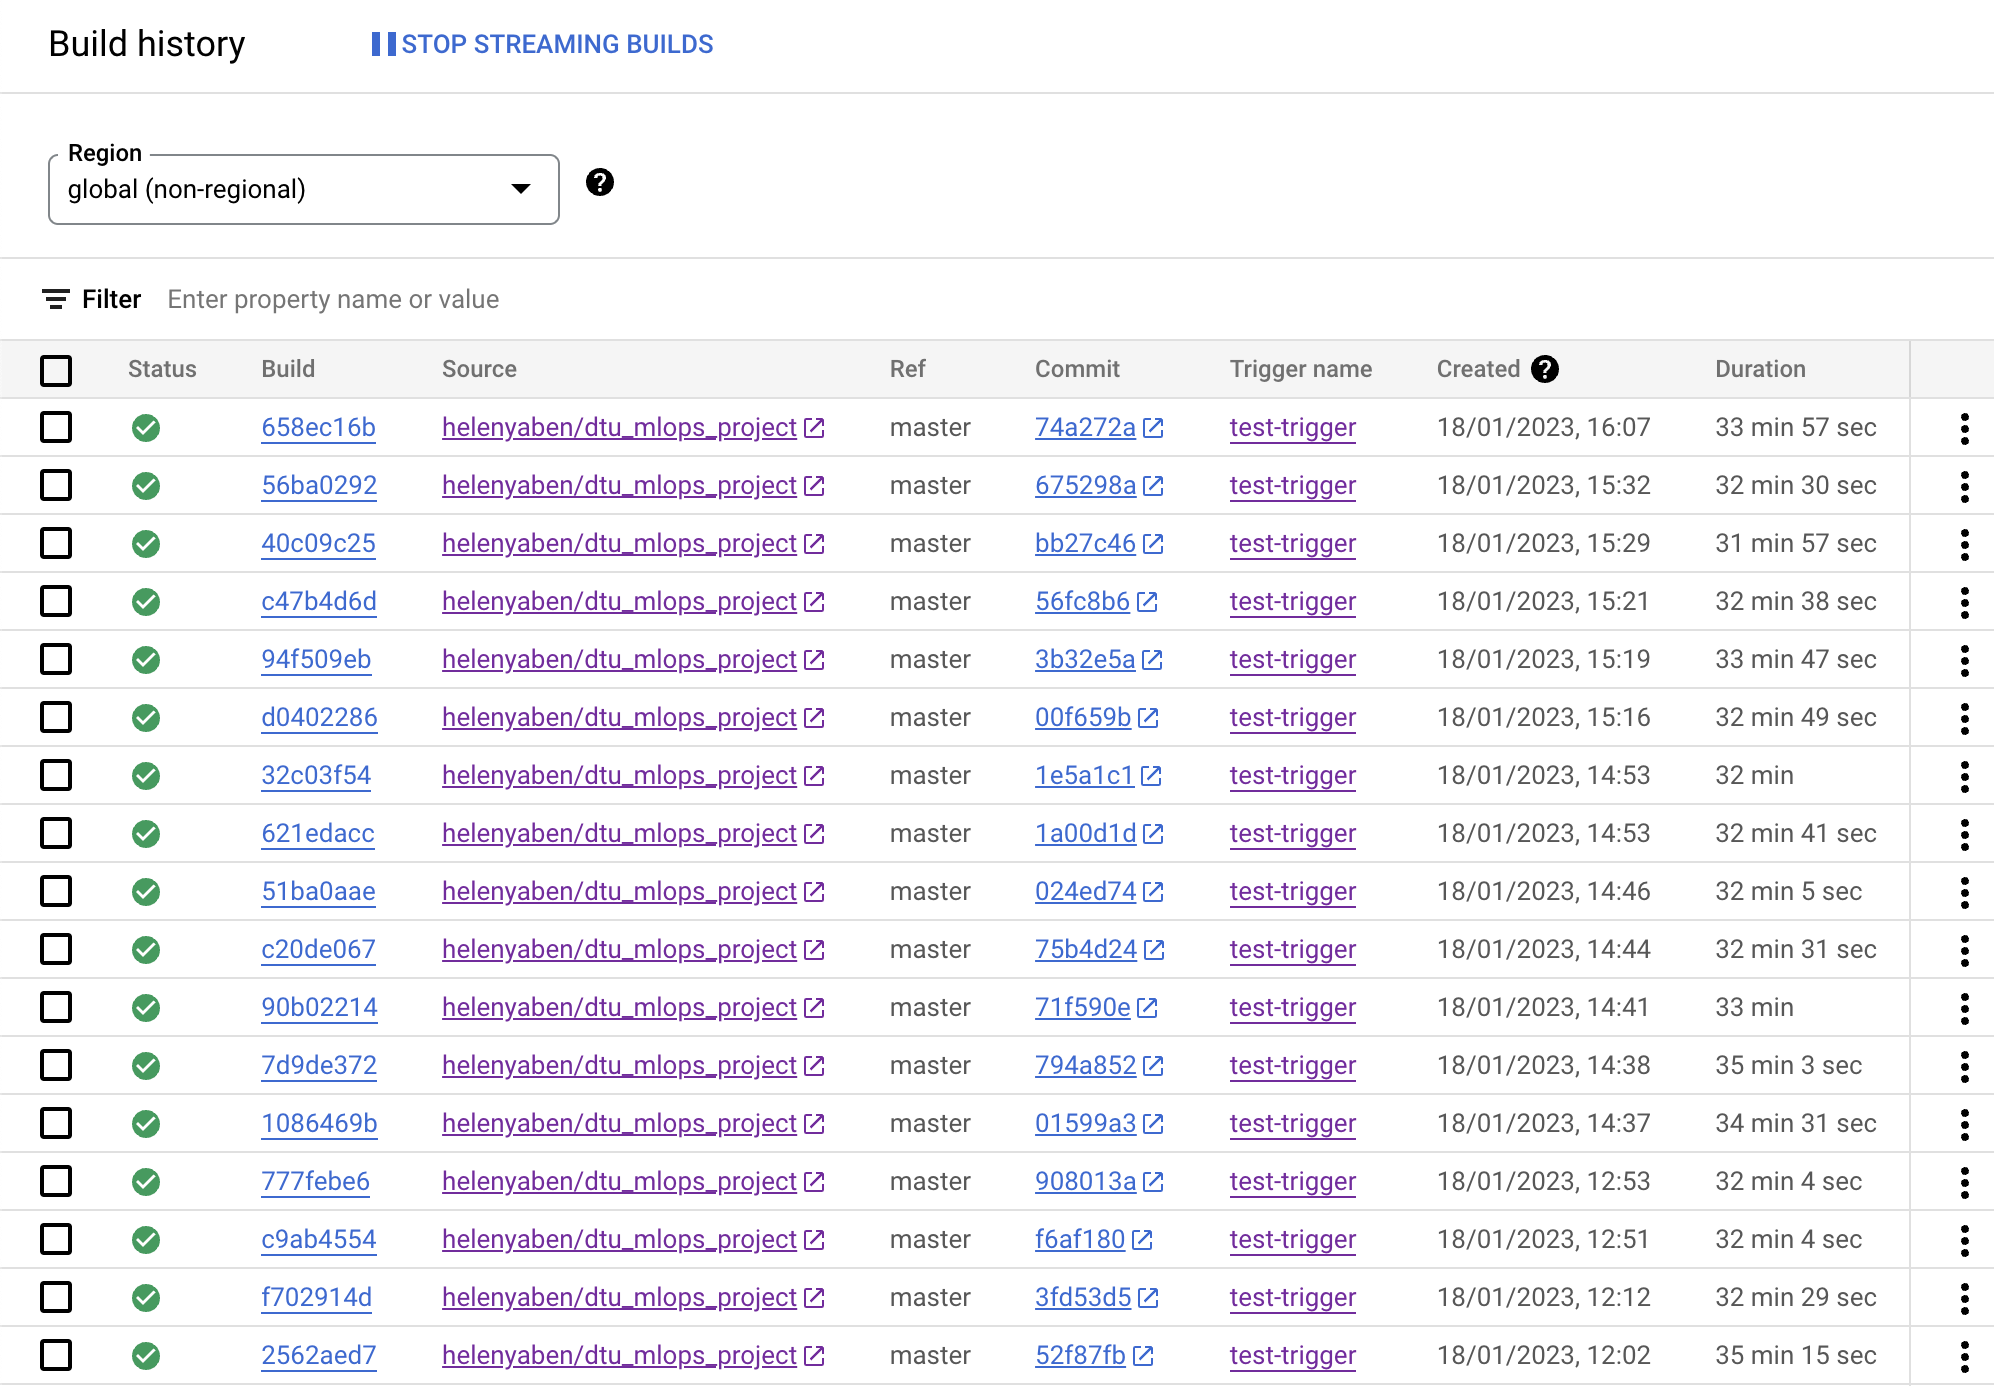 Build history STOP STREAMING BUILDS
Region
global (non-regional)
Filter Enter property name or value
Status Build Source Ref Commit Trigger name Created Duration
658ec16b helenyaben/dtu_mlops_project master 74a272a test-trigger 18/01/2023, 16:07 33 min 57 sec
56ba0292 helenyaben/dtu_mlops_project master 675298a test-trigger 18/01/2023, 15:32 32 min 30 sec
40c09c25 helenyaben/dtu_mlops_project master bb27c46 test-trigger 18/01/2023, 15:29 31 min 57 sec
c47b4d6d helenyaben/dtu_mlops_project master 56fc8b6 test-trigger 18/01/2023, 15:21 32 min 38 sec
94f509eb helenyaben/dtu_mlops_project master 3b32e5a test-trigger 18/01/2023, 15:19 33 min 47 sec
d0402286 helenyaben/dtu_mlops_project master 00f659b test-trigger 18/01/2023, 15:16 32 min 49 sec
32c03f54 helenyaben/dtu_mlops_project master 1e5a1c1 test-trigger 18/01/2023, 14:53 32 min
621edacc helenyaben/dtu_mlops_project master 1a00d1d test-trigger 18/01/2023, 14:53 32 min 41 sec
51ba0aae helenyaben/dtu_mlops_project master 024ed74 test-trigger 18/01/2023, 14:46 32 min 5 sec
c20de067 helenyaben/dtu_mlops_project master 75b4d24 test-trigger 18/01/2023, 14:44 32 min 31 sec
90b02214 helenyaben/dtu_mlops_project master 71f590e test-trigger 18/01/2023, 14:41 33 min
7d9de372 helenyaben/dtu_mlops_project master 794a852 test-trigger 18/01/2023, 14:38 35 min 3 sec
1086469b helenyaben/dtu_mlops_project master 01599a3 test-trigger 18/01/2023, 14:37 34 min 31 sec
777febe6 helenyaben/dtu_mlops_project master 908013a test-trigger 18/01/2023, 12:53 32 min 4 sec
c9ab4554 helenyaben/dtu_mlops_project master f6af180 test-trigger 18/01/2023, 12:51 32 min 4 sec
f702914d helenyaben/dtu_mlops_project master 3fd53d5 test-trigger 18/01/2023, 12:12 32 min 29 sec
2562aed7 helenyaben/dtu_mlops_project master 52f87fb test-trigger 18/01/2023, 12:02 35 min 15 sec